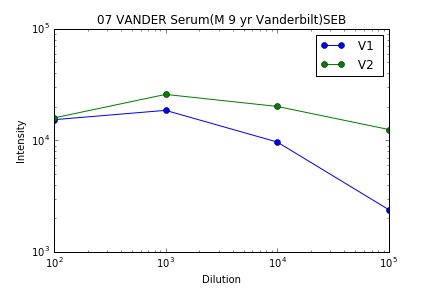 07 VANDER Serum(M 9 yr Vanderbilt)SEB
10^5
V1
V2
10^4
Intensity
10^3
10^2 10^3 10^4 10^5
Dilution